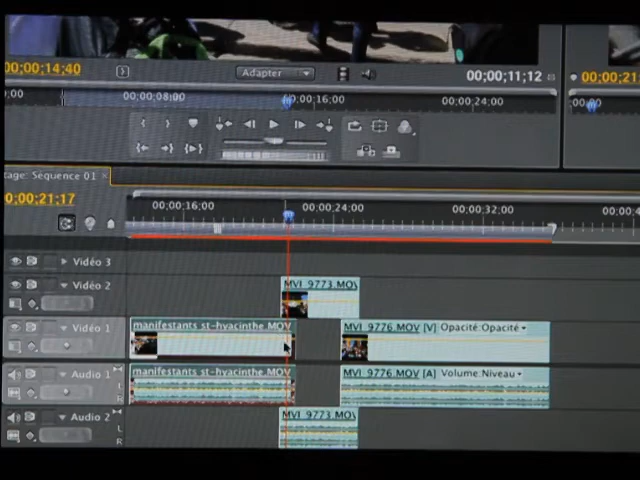 00;00;14;40
Adapter
00;00;11;12
00;00;21
;00
00;00;08;00
00;00;16;00
00;00;24;00
;00;00
tage: Séquence 01 ×
0;00;21;17
00;00;16;00
00;00;24;00
00;00;32;00
00;00;4
Vidéo 3
Vidéo 2
MVI_9773.MOV
Vidéo 1
manifestants st-hyacinthe.MOV
MVI_9776.MOV [V] Opacité:Opacité
Audio 1
manifestants st-hyacinthe.MOV
MVI_9776.MOV [A] Volume:Niveau
L
R
Audio 2
MVI_9773.MOV
L
R